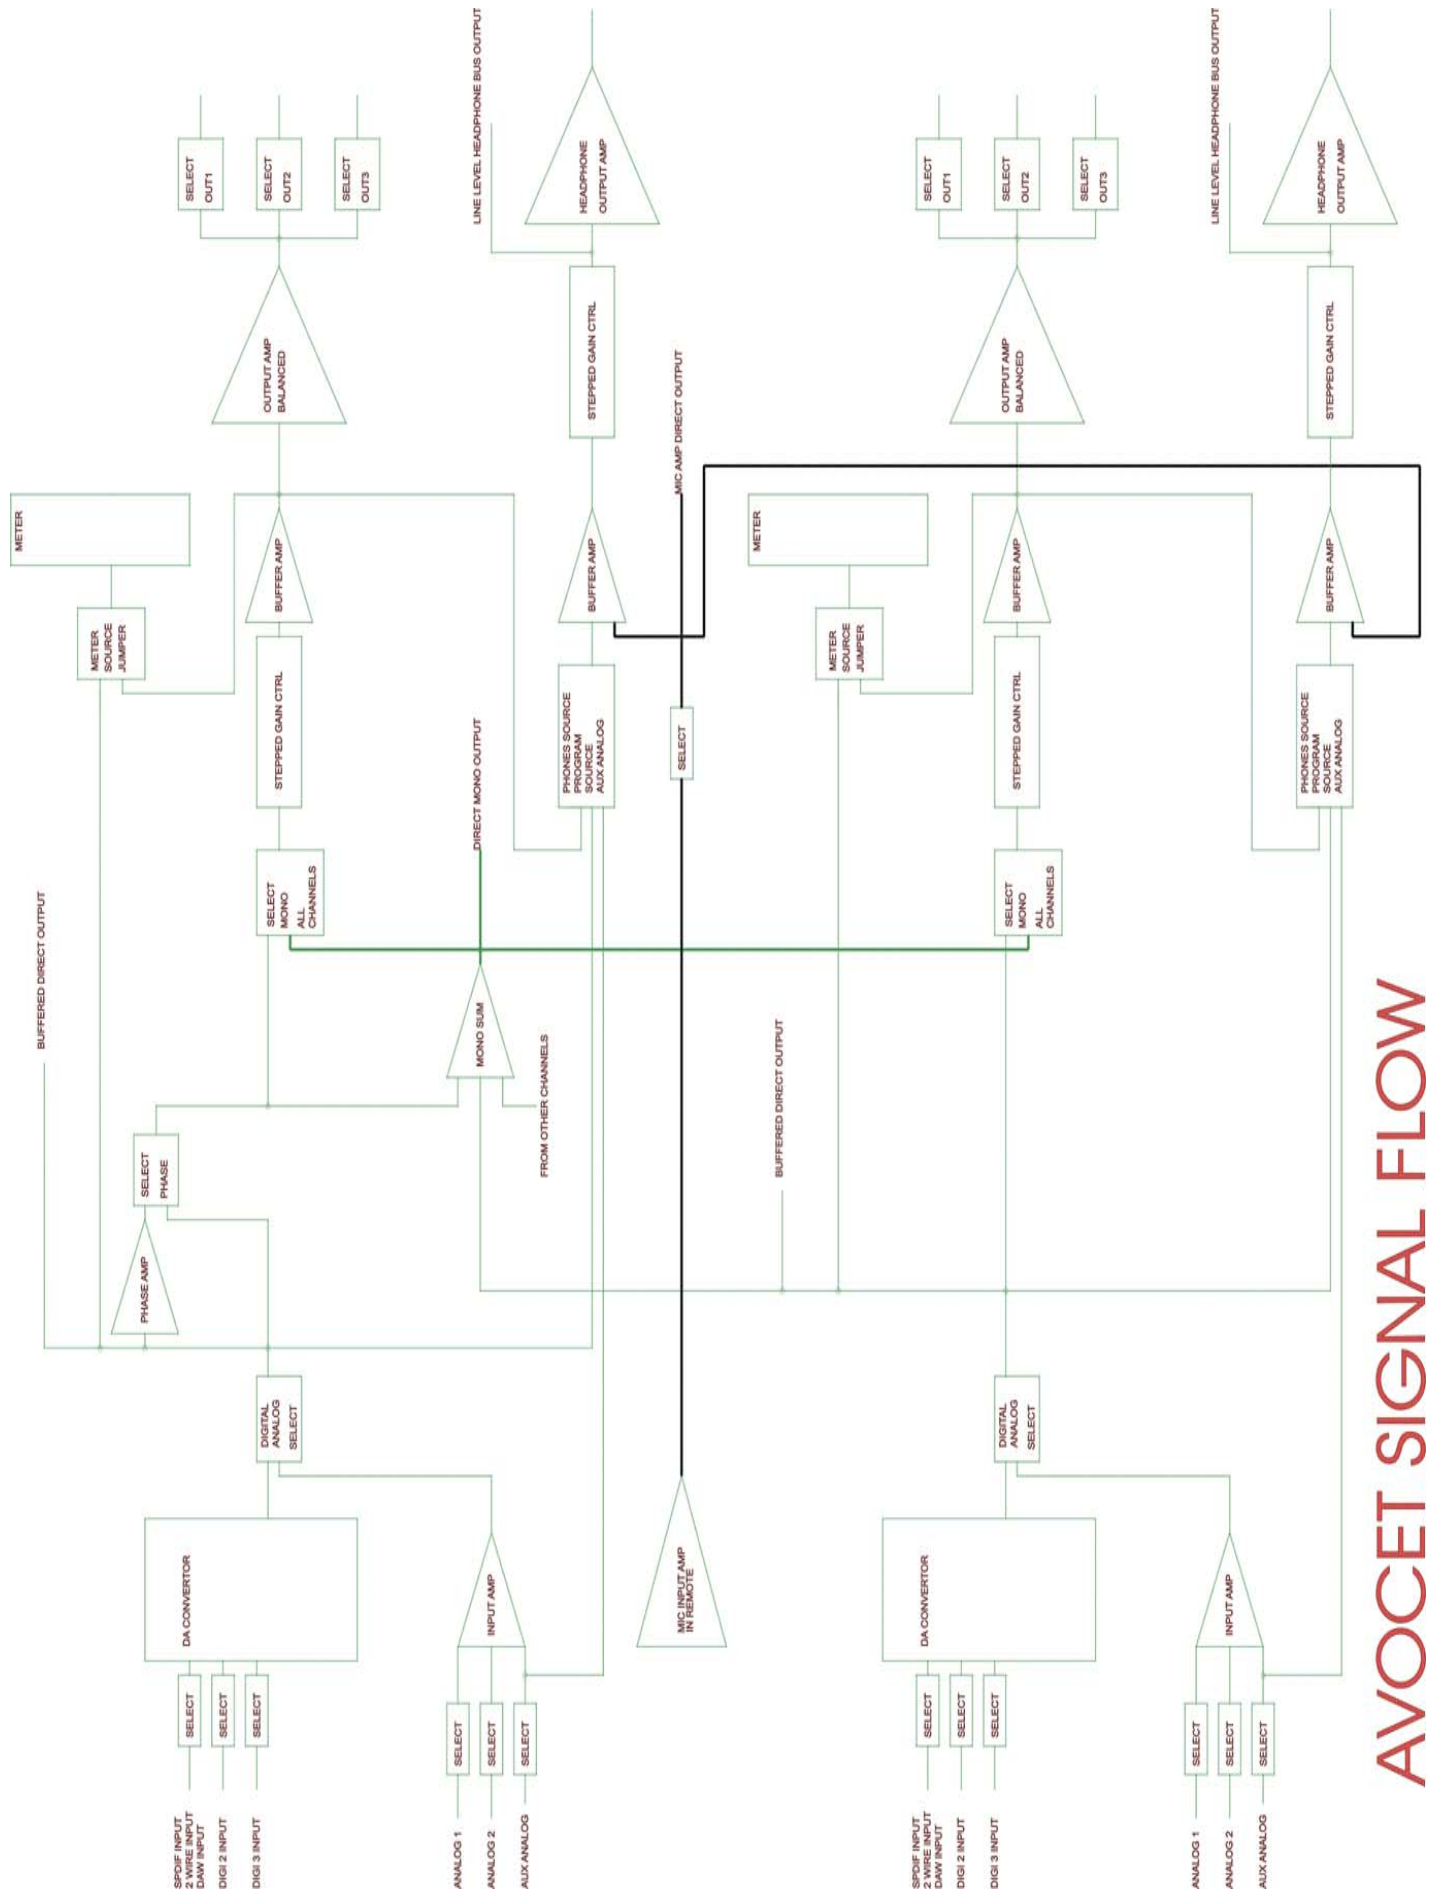 SPDIF INPUT
2 WIRE INPUT
DAW INPUT
DIGI 2 INPUT
DIGI 3 INPUT
SELECT
SELECT
SELECT
DA CONVERTOR
ANALOG 1
ANALOG 2
AUX ANALOG
SELECT
SELECT
SELECT
INPUT AMP
DIGITAL
ANALOG
SELECT
PHASE AMP
SELECT
PHASE
BUFFERED DIRECT OUTPUT
METER
SOURCE
JUMPER
METER
SELECT
MONO
ALL
CHANNELS
STEPPED GAIN CTRL
BUFFER AMP
OUTPUT AMP
BALANCED
SELECT
OUT1
SELECT
OUT2
SELECT
OUT3
FROM OTHER CHANNELS
MONO SUM
DIRECT MONO OUTPUT
PHONES SOURCE
PROGRAM
SOURCE
AUX ANALOG
BUFFER AMP
STEPPED GAIN CTRL
LINE LEVEL HEADPHONE BUS OUTPUT
HEADPHONE
OUTPUT AMP
MIC INPUT AMP
IN REMOTE
SELECT
MIC AMP DIRECT OUTPUT
SPDIF INPUT
2 WIRE INPUT
DAW INPUT
DIGI 2 INPUT
DIGI 3 INPUT
SELECT
SELECT
SELECT
DA CONVERTOR
ANALOG 1
ANALOG 2
AUX ANALOG
SELECT
SELECT
SELECT
INPUT AMP
DIGITAL
ANALOG
SELECT
BUFFERED DIRECT OUTPUT
METER
SOURCE
JUMPER
METER
SELECT
MONO
ALL
CHANNELS
STEPPED GAIN CTRL
BUFFER AMP
OUTPUT AMP
BALANCED
SELECT
OUT1
SELECT
OUT2
SELECT
OUT3
PHONES SOURCE
PROGRAM
SOURCE
AUX ANALOG
BUFFER AMP
STEPPED GAIN CTRL
LINE LEVEL HEADPHONE BUS OUTPUT
HEADPHONE
OUTPUT AMP
AVOCET SIGNAL FLOW